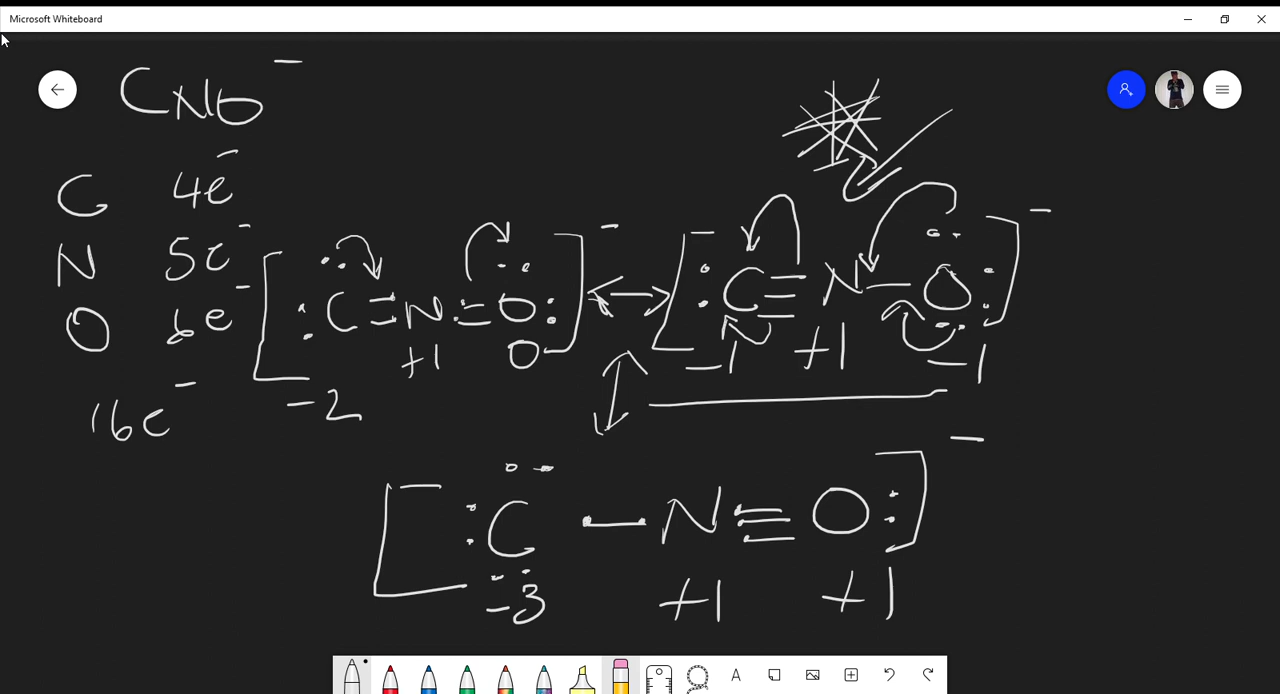 Microsoft Whiteboard
CNO⁻
C 4e⁻
N 5e⁻
O 6e⁻
16e⁻
[:C̈=N=Ö:]⁻ ↔ [:C≡N-Ö:]⁻
-2 +1 0 -1 +1 -1
↕
[:C̈-N≡O:]⁻
-3 +1 +1
A